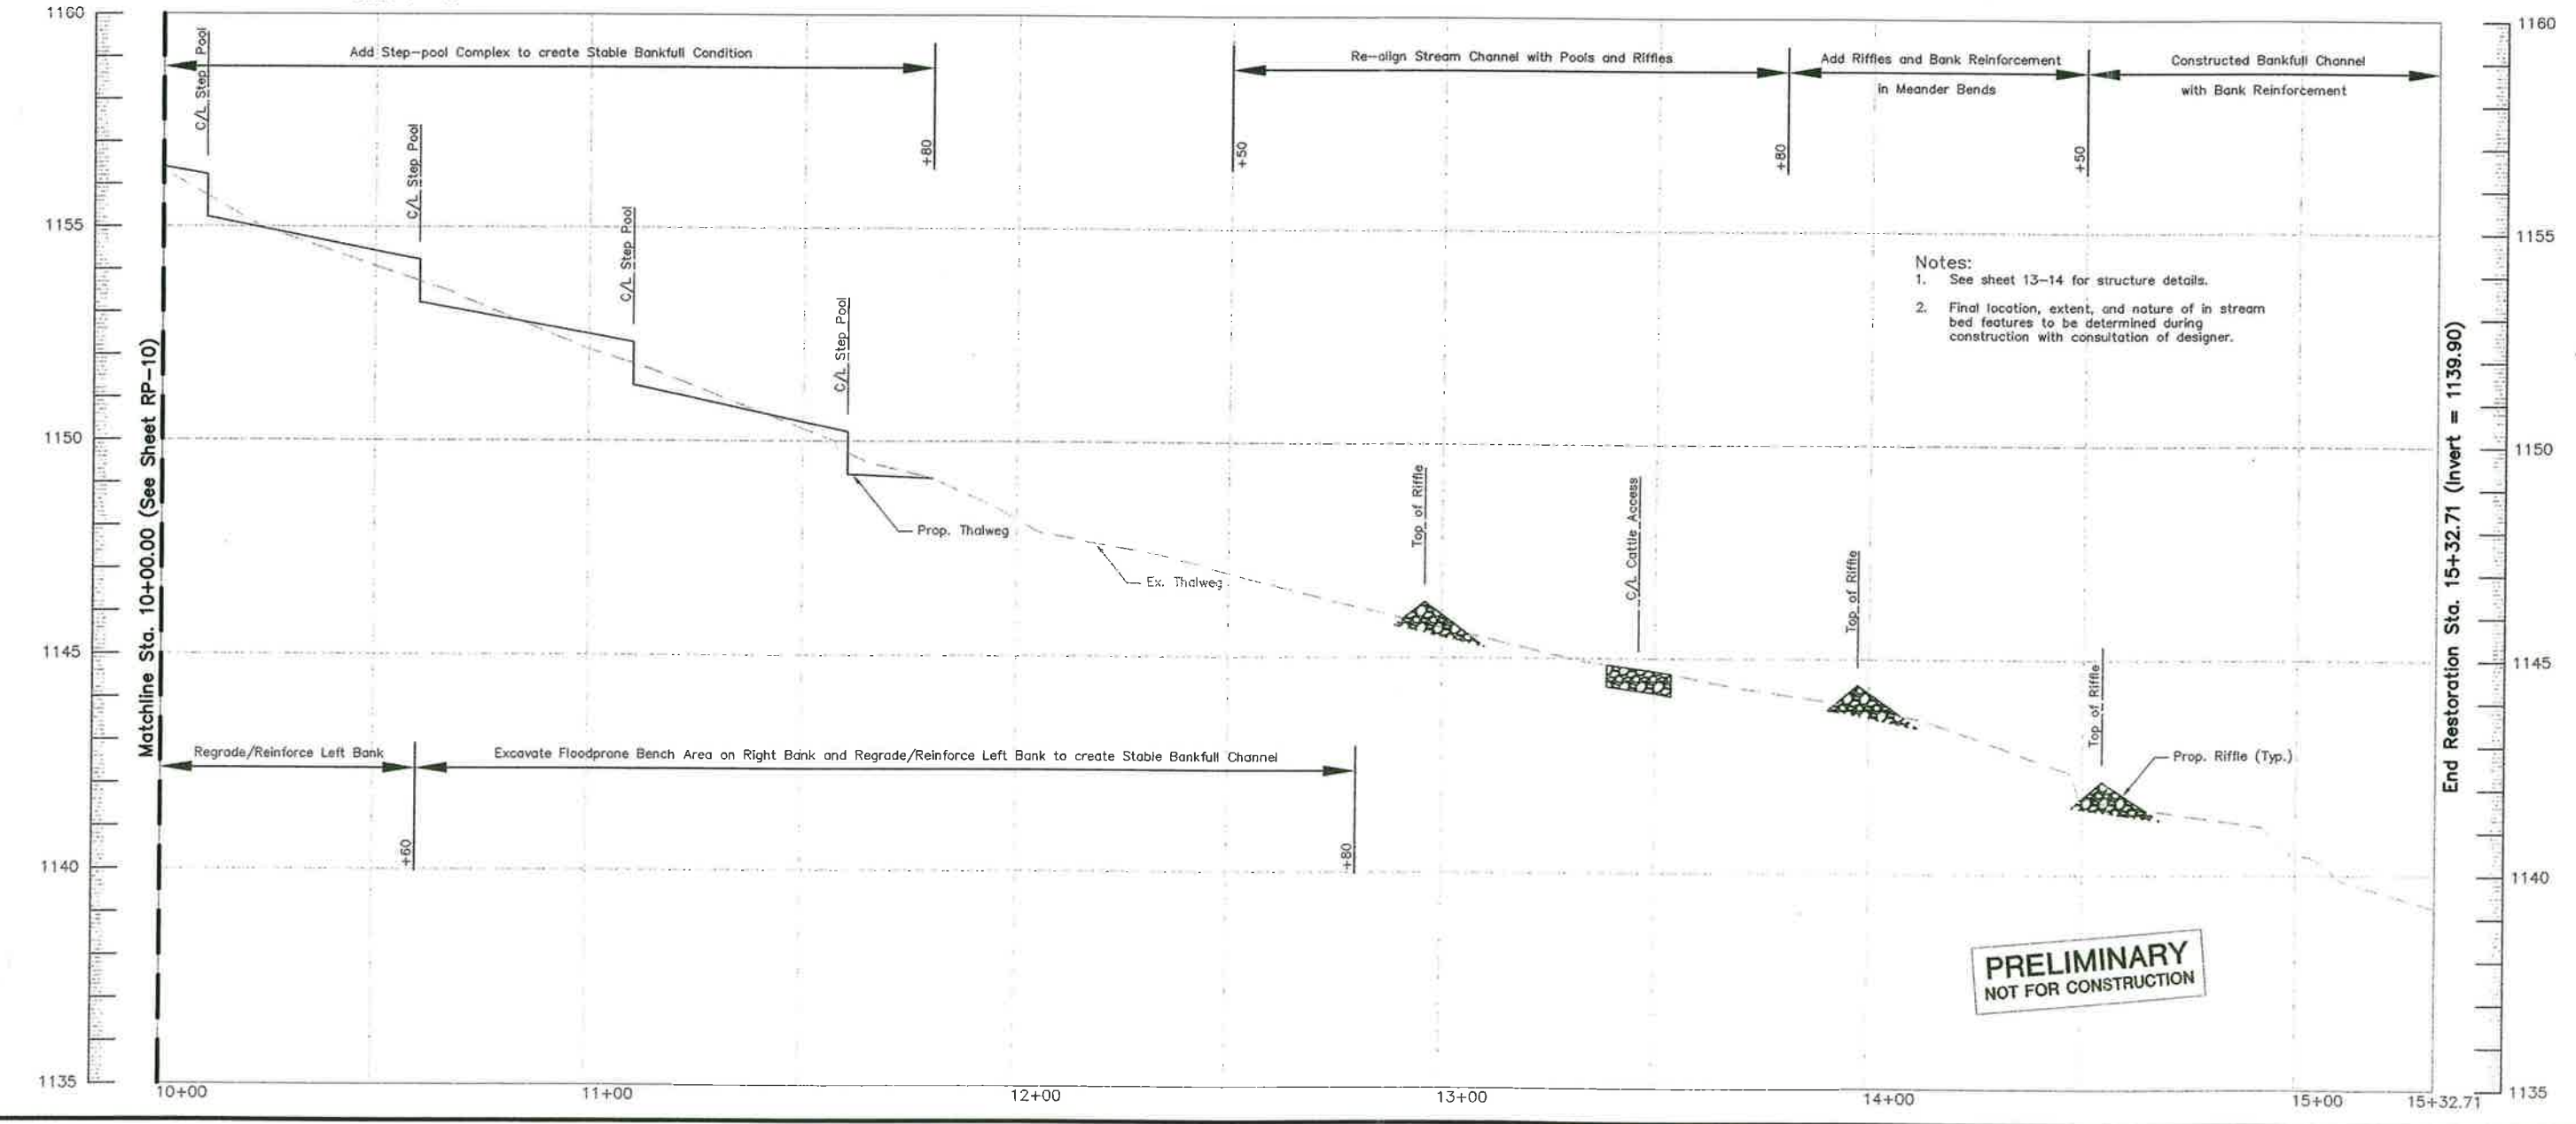 1160
1155
1150
1145
1140
1135
Matchline Sta. 10+00.00 (See Sheet RP-10)
C/L Step Pool
Add Step-pool Complex to create Stable Bankfull Condition
+80
C/L Step Pool
C/L Step Pool
C/L Step Pool
Prop. Thalweg
Ex. Thalweg
+50
Re-align Stream Channel with Pools and Riffles
+80
Add Riffles and Bank Reinforcement
in Meander Bends
+50
Constructed Bankfull Channel
with Bank Reinforcement
Notes:
1. See sheet 13-14 for structure details.
2. Final location, extent, and nature of in stream
bed features to be determined during
construction with consultation of designer.
Top of Riffle
C/L Cattle Access
Top of Riffle
Top of Riffle
Prop. Riffle (Typ.)
Regrade/Reinforce Left Bank
+60
Excavate Floodprone Bench Area on Right Bank and Regrade/Reinforce Left Bank to create Stable Bankfull Channel
+80
PRELIMINARY
NOT FOR CONSTRUCTION
End Restoration Sta. 15+32.71 (Invert = 1139.90)
1160
1155
1150
1145
1140
1135
10+00
11+00
12+00
13+00
14+00
15+00
15+32.71